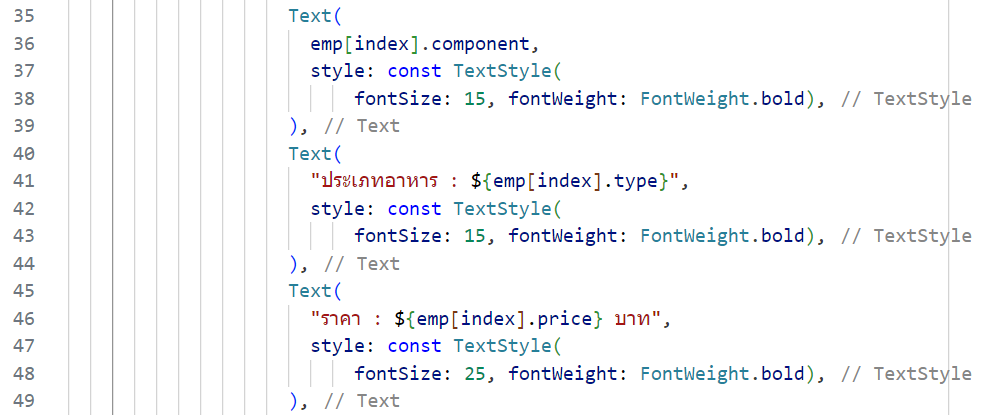 35 Text(
36 emp[index].component,
37 style: const TextStyle(
38 fontSize: 15, fontWeight: FontWeight.bold), // TextStyle
39 ), // Text
40 Text(
41 "ประเภทอาหาร : ${emp[index].type}",
42 style: const TextStyle(
43 fontSize: 15, fontWeight: FontWeight.bold), // TextStyle
44 ), // Text
45 Text(
46 "ราคา : ${emp[index].price} บาท",
47 style: const TextStyle(
48 fontSize: 25, fontWeight: FontWeight.bold), // TextStyle
49 ), // Text